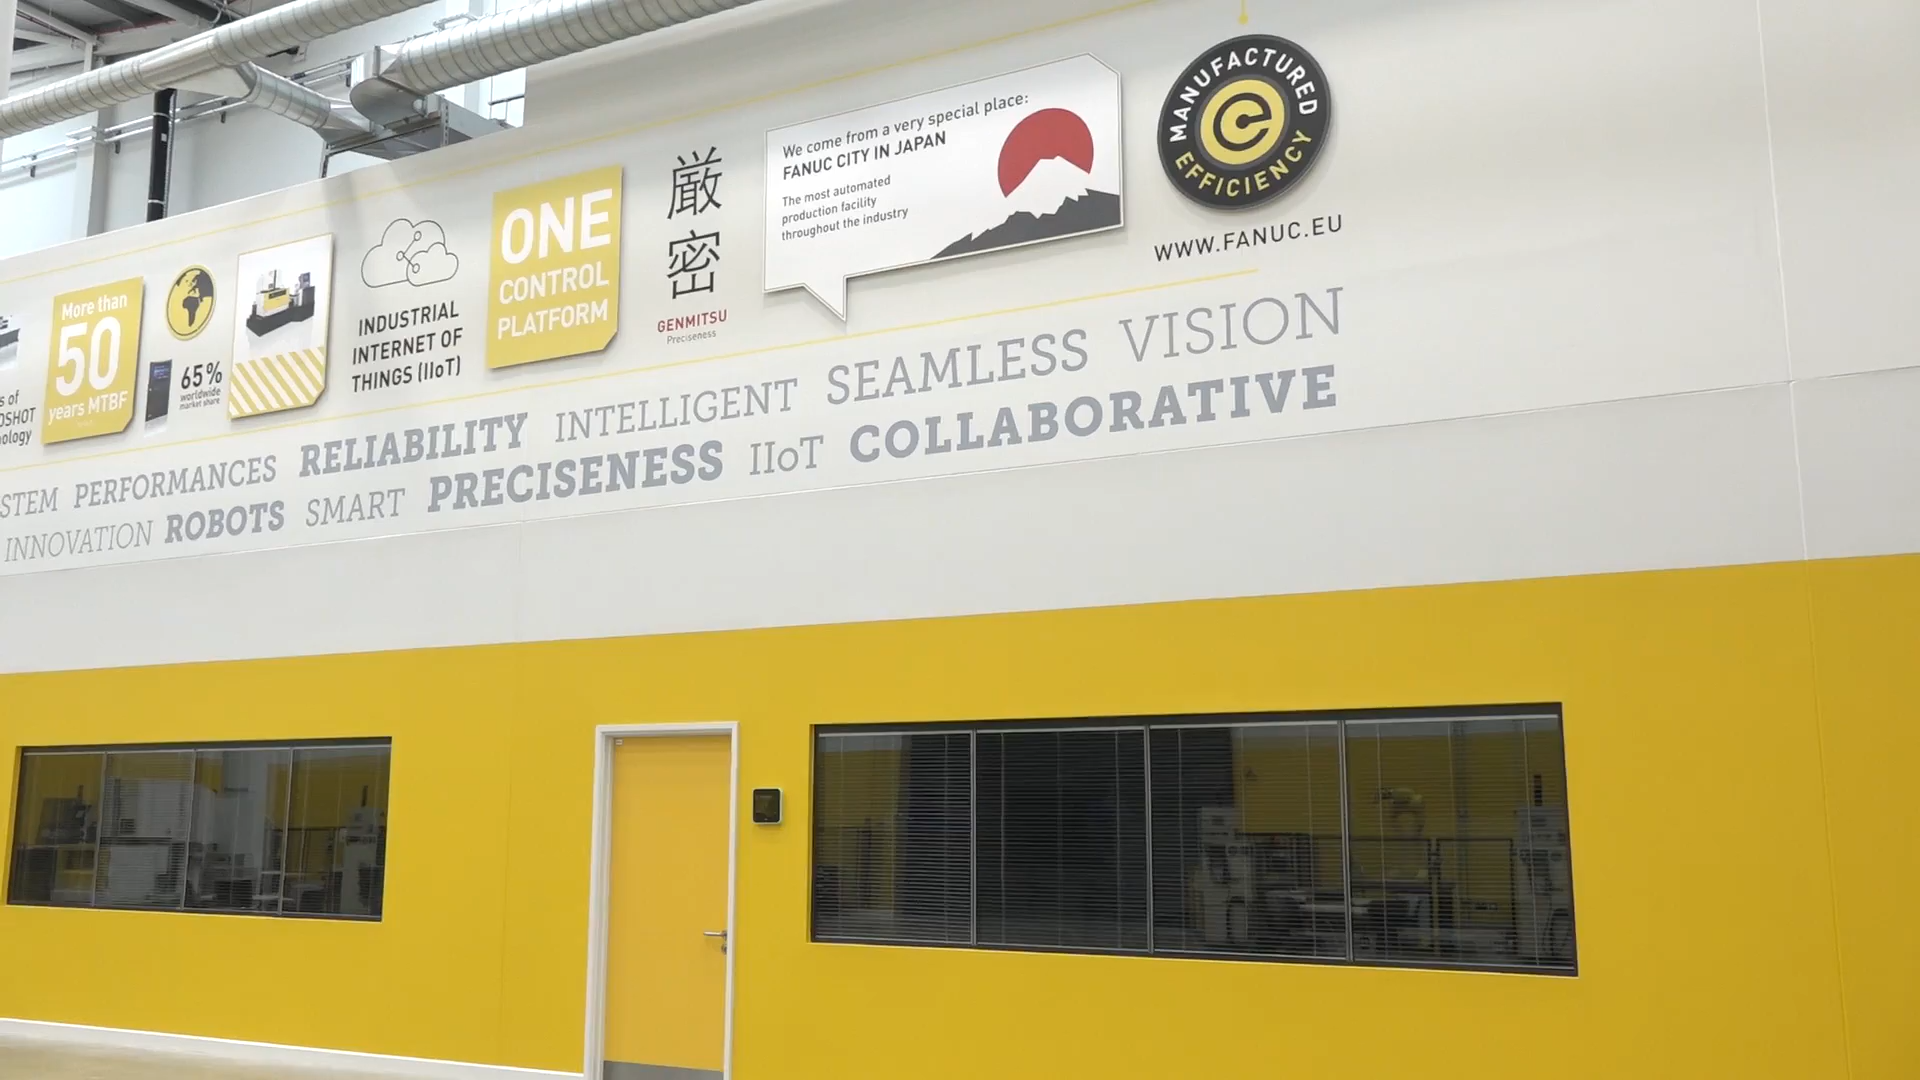 s of
OSHOT
ology
More than
50
years MTBF
65%
worldwide
market share
INDUSTRIAL
INTERNET OF
THINGS (IIoT)
ONE
CONTROL
PLATFORM
厳
密
GENMITSU
Preciseness
We come from a very special place:
FANUC CITY IN JAPAN
The most automated
production facility
throughout the industry
MANUFACTURED
EFFICIENCY
WWW.FANUC.EU
STEM PERFORMANCES RELIABILITY INTELLIGENT SEAMLESS VISION
INNOVATION ROBOTS SMART PRECISENESS IIoT COLLABORATIVE